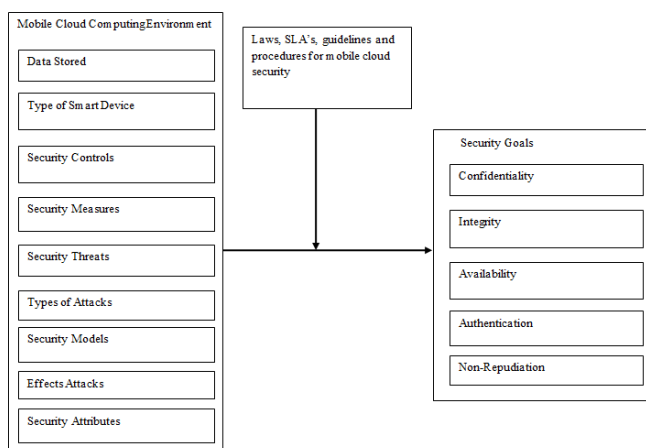 Mobile Cloud Computing Environment
Data Stored
Type of Smart Device
Security Controls
Security Measures
Security Threats
Types of Attacks
Security Models
Effects Attacks
Security Attributes
Laws, SLA's, guidelines and
procedures for mobile cloud
security
Security Goals
Confidentiality
Integrity
Availability
Authentication
Non-Repudiation